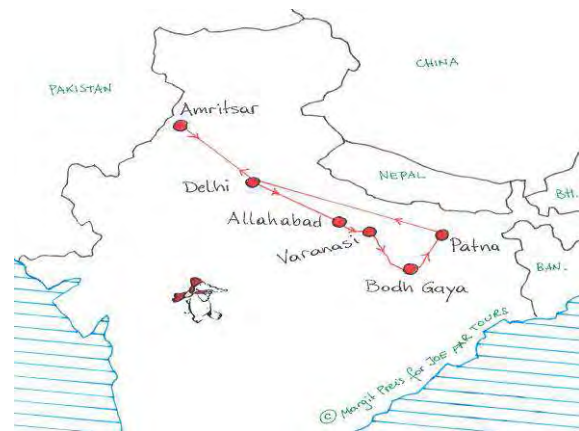 CHINA
PAKISTAN
Amritsar
NEPAL
Delhi
BH.
Allahabad
Varanasi
Patna
BAN.
Bodh Gaya
© Margit Press for JOE FAR TOURS